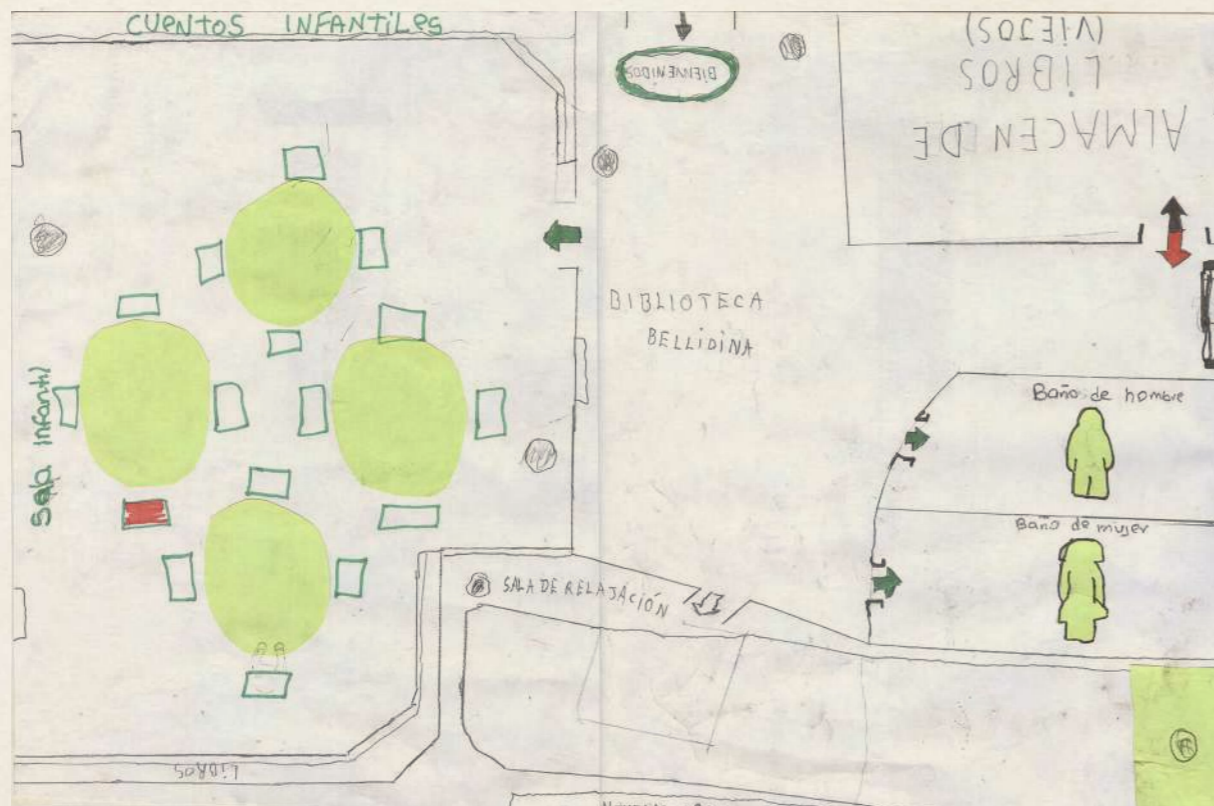 CUENTOS INFANTILES
BIENVENIDOS
ALMACEN DE
LIBROS
(VIEJOS)
BIBLIOTECA
BELLIDINA
Sala infantil
Baño de hombre
Baño de mujer
SALA DE RELAJACIÓN
LIBROS